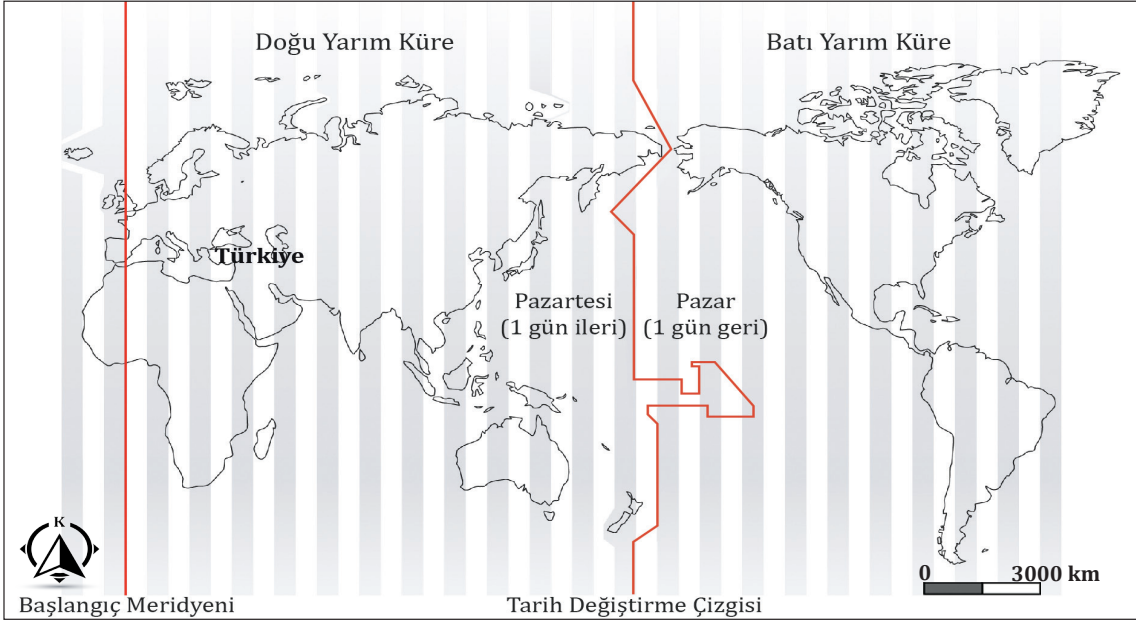 Doğu Yarım Küre
Batı Yarım Küre
Türkiye
Pazartesi
(1 gün ileri)
Pazar
(1 gün geri)
K
0 3000 km
Başlangıç Meridyeni
Tarih Değiştirme Çizgisi